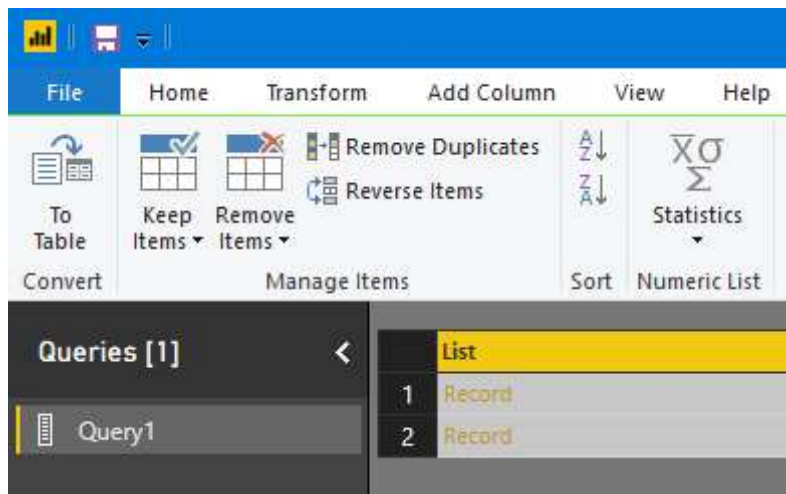 File Home Transform Add Column View Help
To Table
Keep Items
Remove Items
Remove Duplicates
Reverse Items
A Z
Z A
X̄σ
Σ
Statistics
Convert Manage Items Sort Numeric List
Queries [1]
List
1 Record
2 Record
Query1